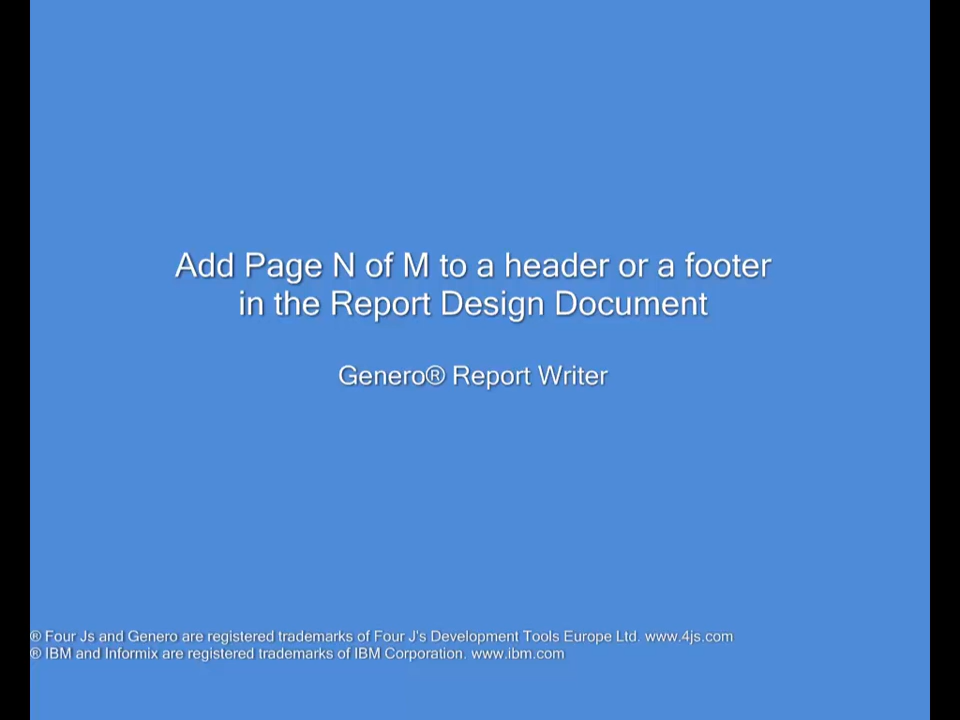 Add Page N of M to a header or a footer
in the Report Design Document
Genero® Report Writer
® Four Js and Genero are registered trademarks of Four J's Development Tools Europe Ltd. www.4js.com
® IBM and Informix are registered trademarks of IBM Corporation. www.ibm.com